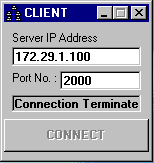 CLIENT
Server IP Address
172.29.1.100
Port No. : 2000
Connection Terminate
CONNECT